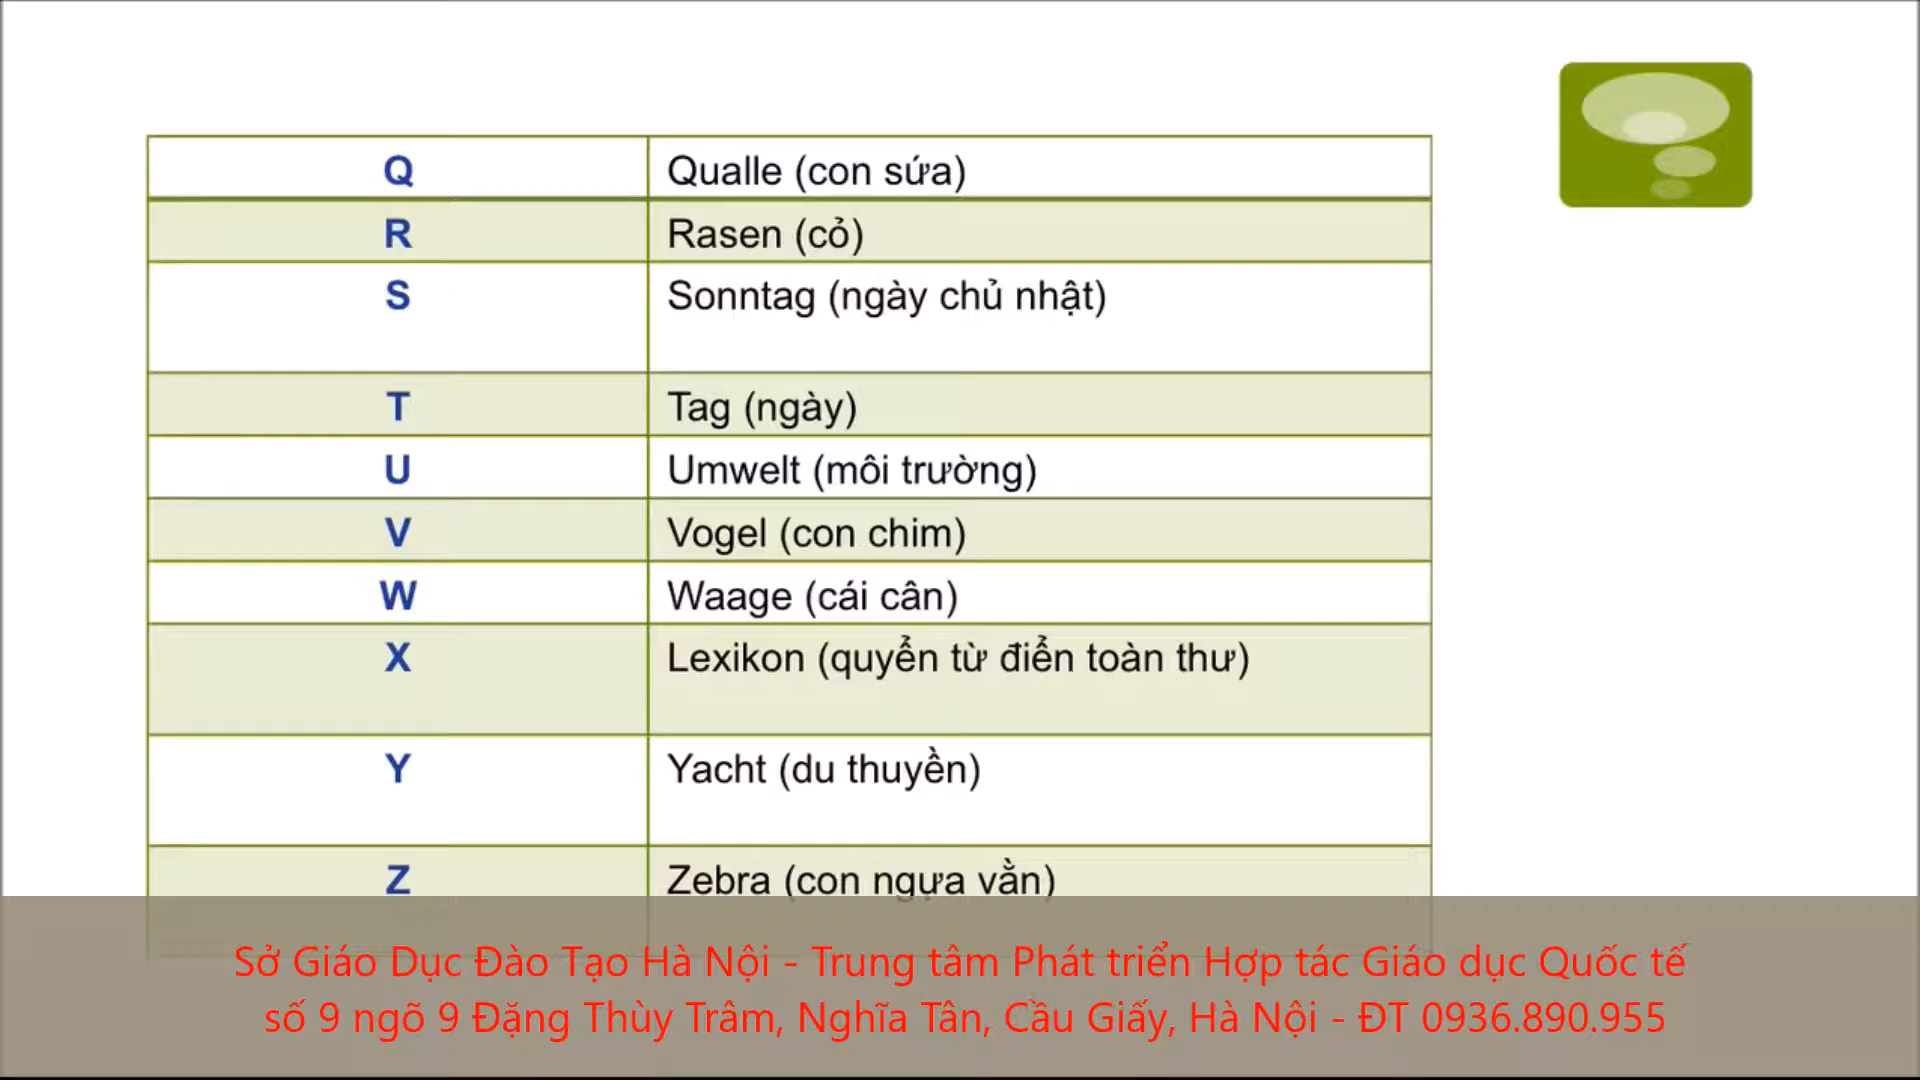 Q Qualle (con sứa)
R Rasen (cỏ)
S Sonntag (ngày chủ nhật)
T Tag (ngày)
U Umwelt (môi trường)
V Vogel (con chim)
W Waage (cái cân)
X Lexikon (quyển từ điển toàn thư)
Y Yacht (du thuyền)
Z Zebra (con ngựa vằn)
Sở Giáo Dục Đào Tạo Hà Nội - Trung tâm Phát triển Hợp tác Giáo dục Quốc tế
số 9 ngõ 9 Đặng Thùy Trâm, Nghĩa Tân, Cầu Giấy, Hà Nội - ĐT 0936.890.955